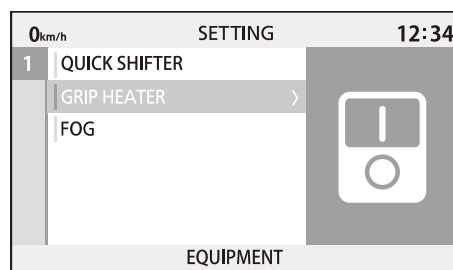 0km/h SETTING 12:34
1 QUICK SHIFTER
GRIP HEATER >
FOG
EQUIPMENT